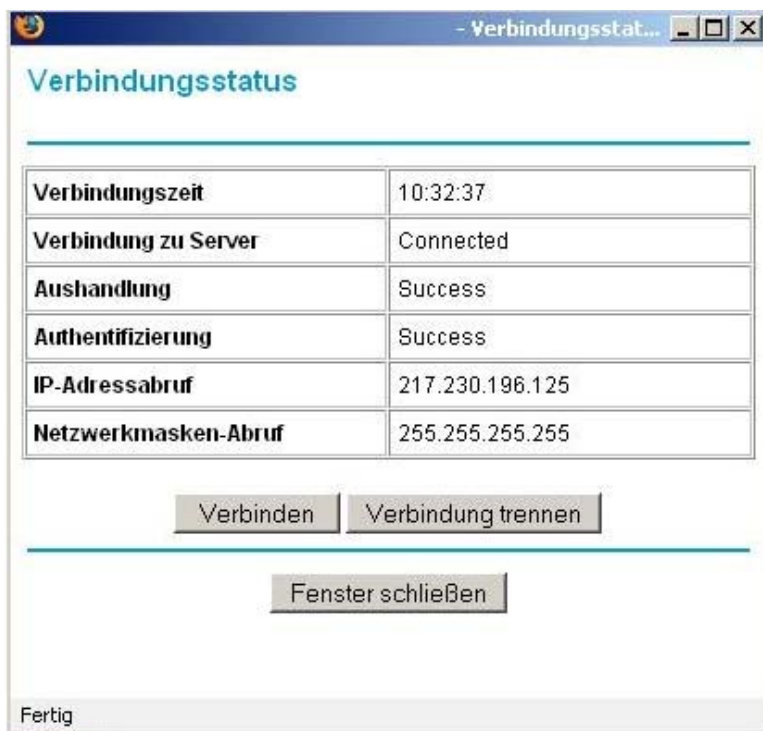 - Verbindungsstat...
Verbindungsstatus
Verbindungszeit 10:32:37
Verbindung zu Server Connected
Aushandlung Success
Authentifizierung Success
IP-Adressabruf 217.230.196.125
Netzwerkmasken-Abruf 255.255.255.255
Verbinden Verbindung trennen
Fenster schließen
Fertig